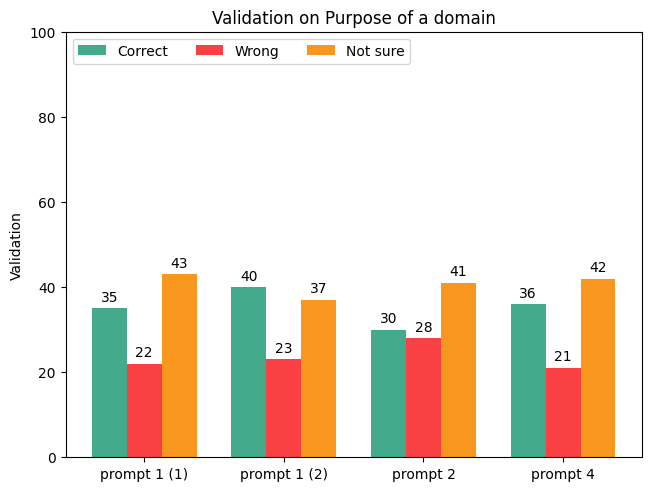 Validation on Purpose of a domain
100
80
60
40
20
0
Validation
Correct Wrong Not sure
35 22 43
40 23 37
30 28 41
36 21 42
prompt 1 (1) prompt 1 (2) prompt 2 prompt 4